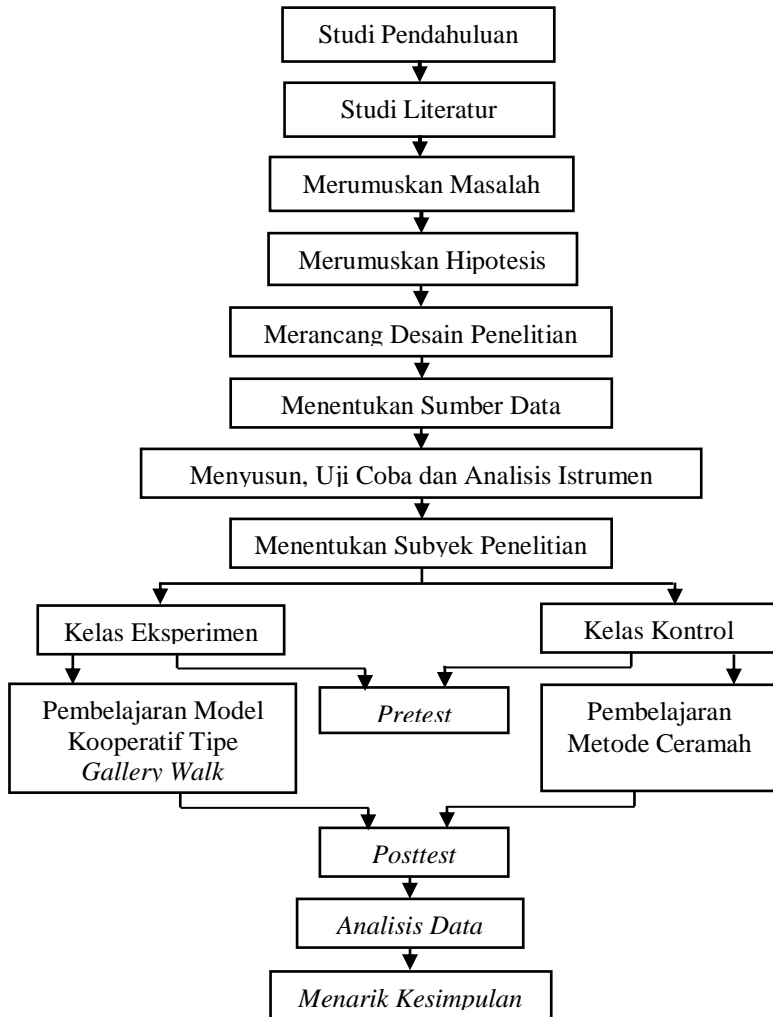 Studi Pendahuluan
Studi Literatur
Merumuskan Masalah
Merumuskan Hipotesis
Merancang Desain Penelitian
Menentukan Sumber Data
Menyusun, Uji Coba dan Analisis Istrumen
Menentukan Subyek Penelitian
Kelas Eksperimen
Kelas Kontrol
Pretest
Pembelajaran Model
Kooperatif Tipe
Gallery Walk
Pembelajaran
Metode Ceramah
Posttest
Analisis Data
Menarik Kesimpulan